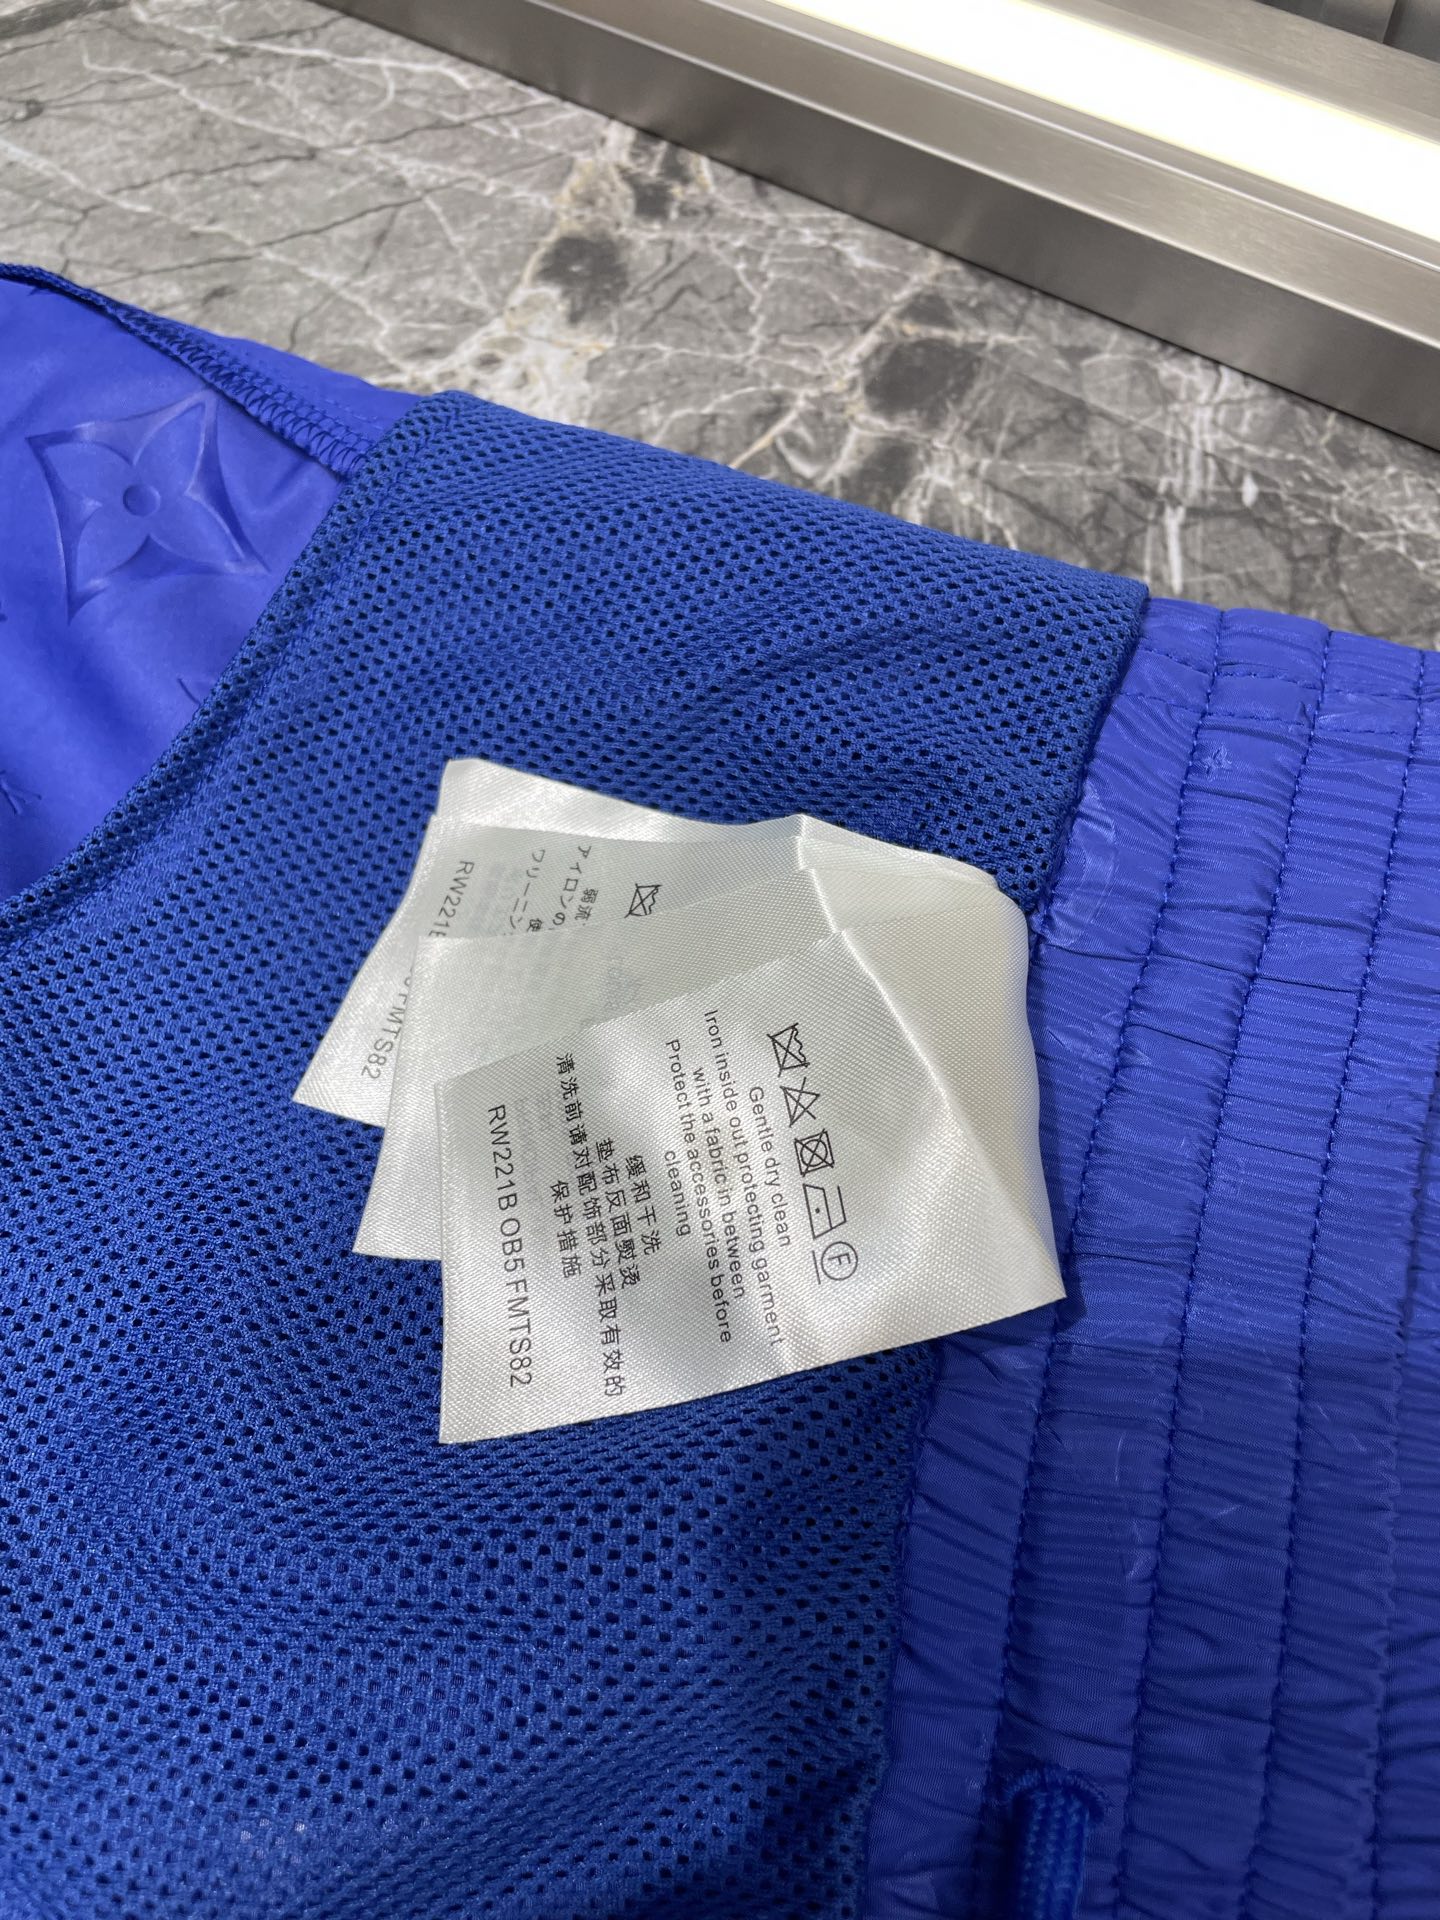 Gentle dry clean
Iron inside out protecting garment
with a fabric in between
Protect the accessories before
cleaning
缓和干洗
垫布反面熨烫
清洗前请对配饰部分采取有效的
保护措施
RW221B OB5 FMTS82
F
アイロンの
RW221B
FMTS82